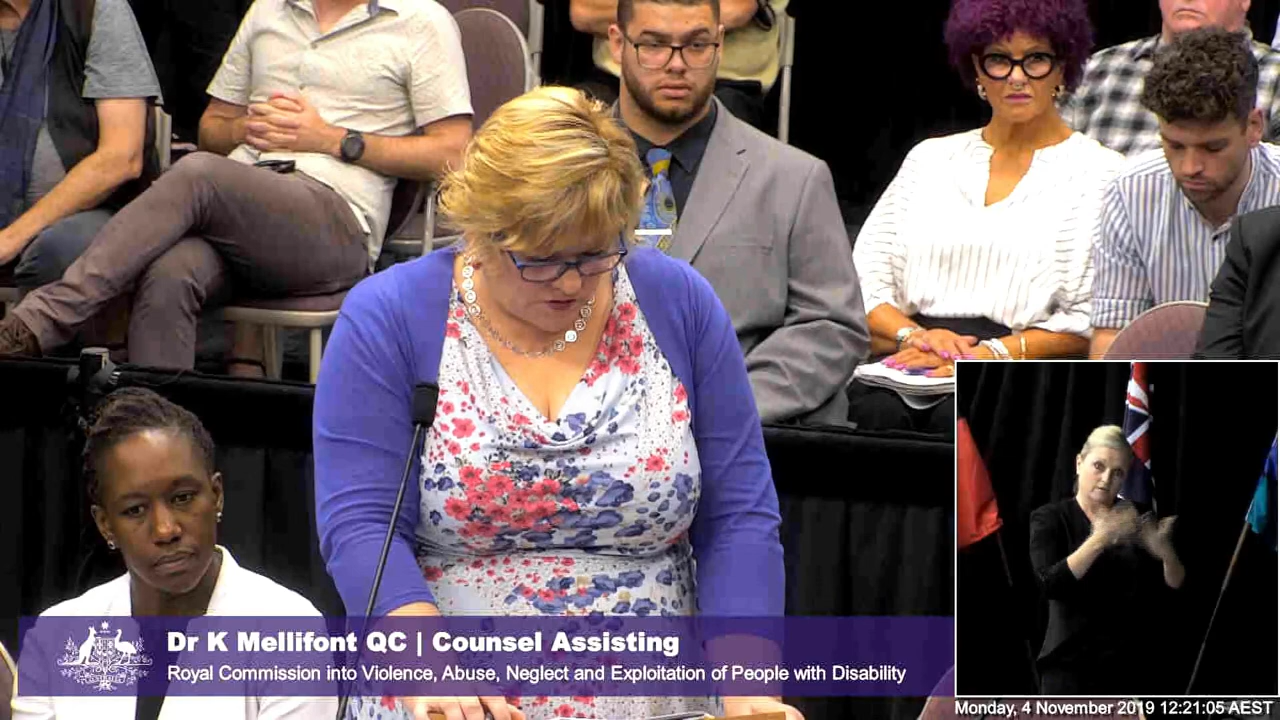 Dr K Mellifont QC | Counsel Assisting
Royal Commission into Violence, Abuse, Neglect and Exploitation of People with Disability
Monday, 4 November 2019 12:21:05 AEST